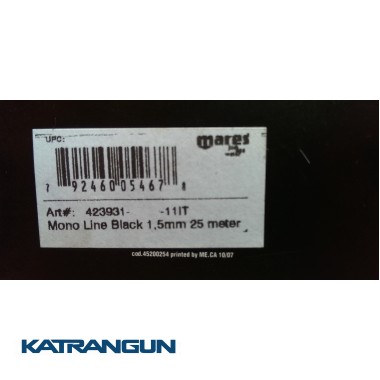 UPC:
mares
7 92460 05467 8
Art#: 423931- -11IT
Mono Line Black 1,5mm 25 meter
cod.45200254 printed by ME.CA 10/07
KATRANGUN